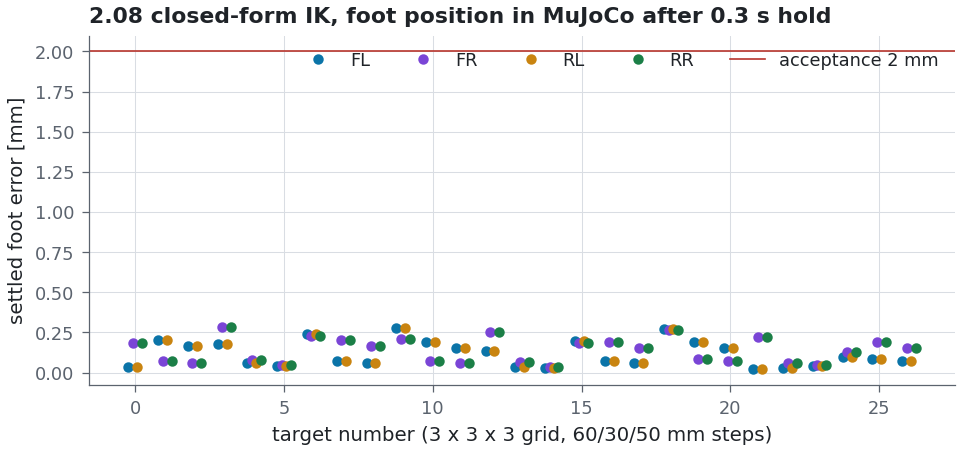 2.08 closed-form IK, foot position in MuJoCo after 0.3 s hold
settled foot error [mm]
2.00
1.75
1.50
1.25
1.00
0.75
0.50
0.25
0.00
FL FR RL RR acceptance 2 mm
0 5 10 15 20 25
target number (3 x 3 x 3 grid, 60/30/50 mm steps)